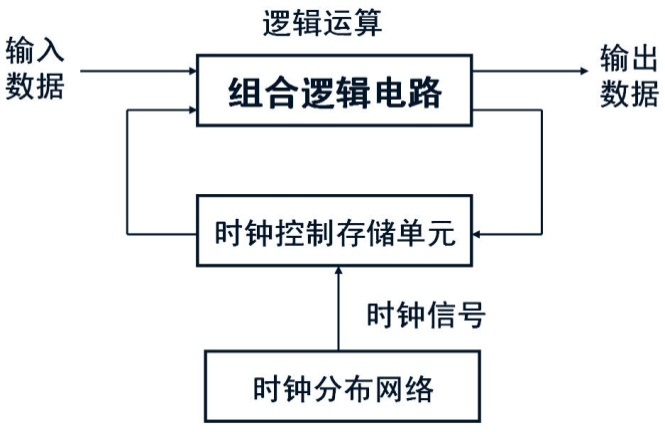 逻辑运算
输入
数据
组合逻辑电路
输出
数据
时钟控制存储单元
时钟信号
时钟分布网络